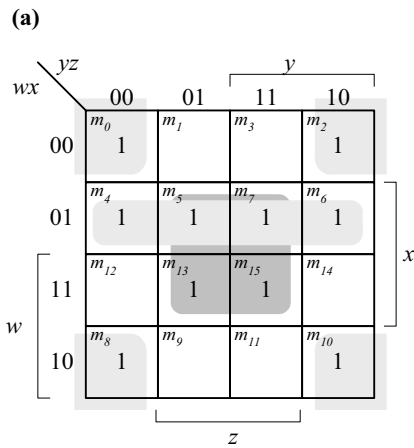 (a)
yz
y
wx
00 01 11 10
m0 m1 m3 m2
00 1 1
m4 m5 m7 m6
01 1 1 1 1
x
m12 m13 m15 m14
11 1 1
w
m8 m9 m11 m10
10 1 1
z